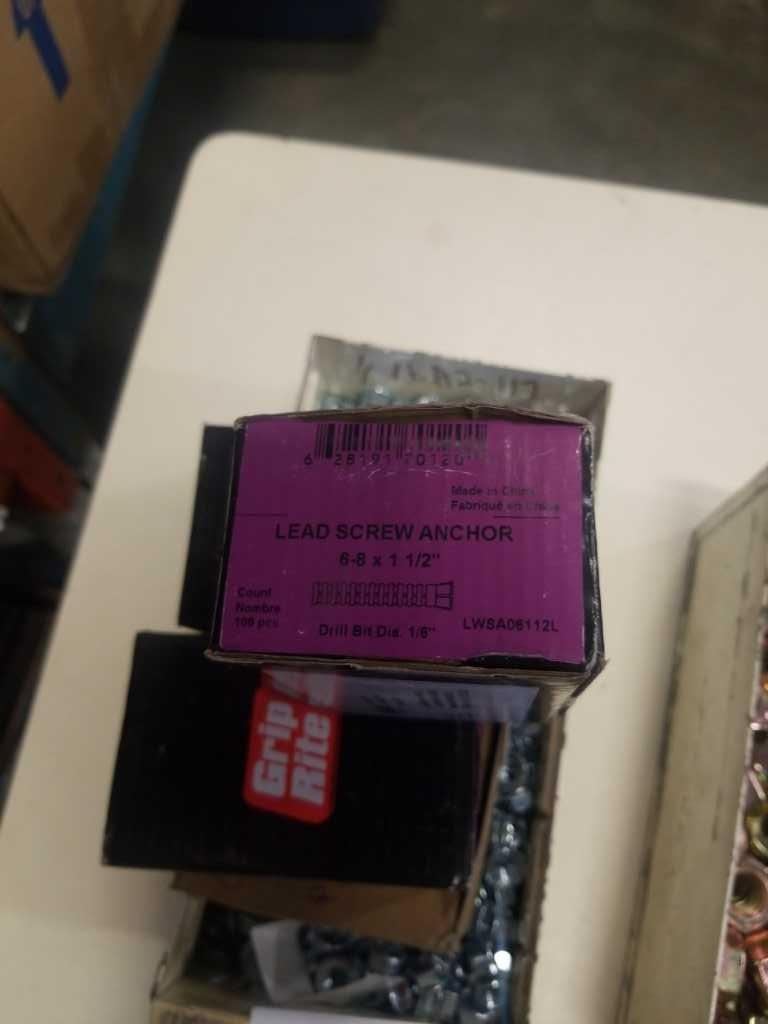 6 28191 70120
Made in China
Fabriqué en Chine
LEAD SCREW ANCHOR
6-8 x 1 1/2"
Count
Nombre
100 pcs
Drill Bit Dia. 1/6"
LWSA06112L
Grip
Rite